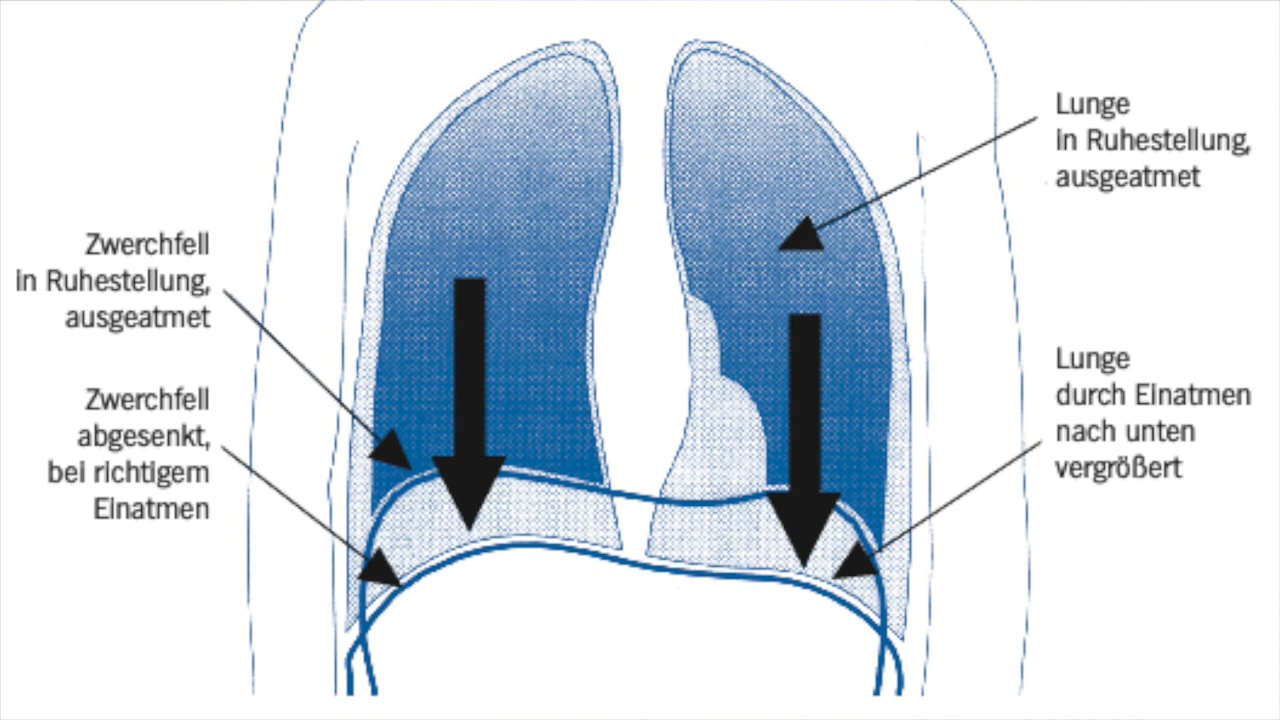 Zwerchfell
in Ruhestellung,
ausgeatmet
Zwerchfell
abgesenkt,
bei richtigem
Einatmen
Lunge
in Ruhestellung,
ausgeatmet
Lunge
durch Einatmen
nach unten
vergrößert